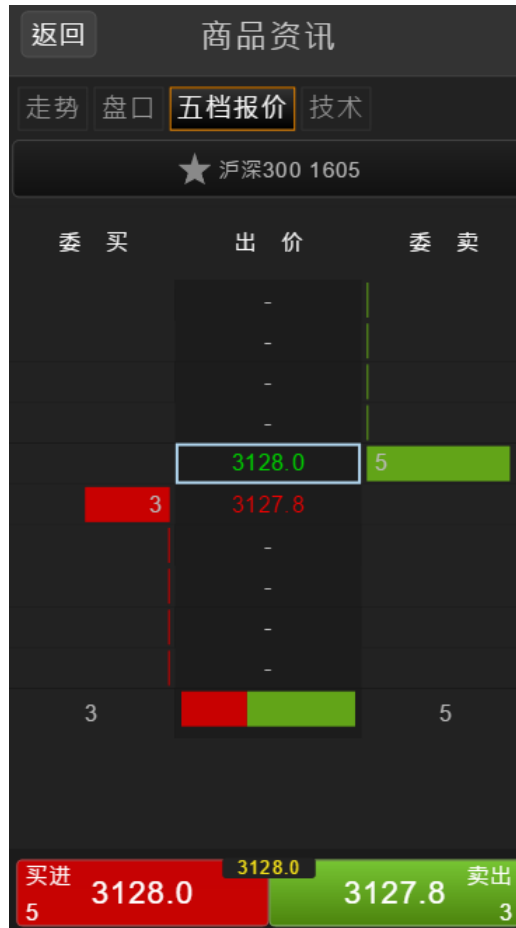 返回 商品资讯
走势 盘口 五档报价 技术
沪深300 1605
委 买 出 价 委 卖
-
-
-
-
3128.0 5
3 3127.8
-
-
-
-
3 5
3128.0
买进 3128.0 3127.8 卖出
5 3